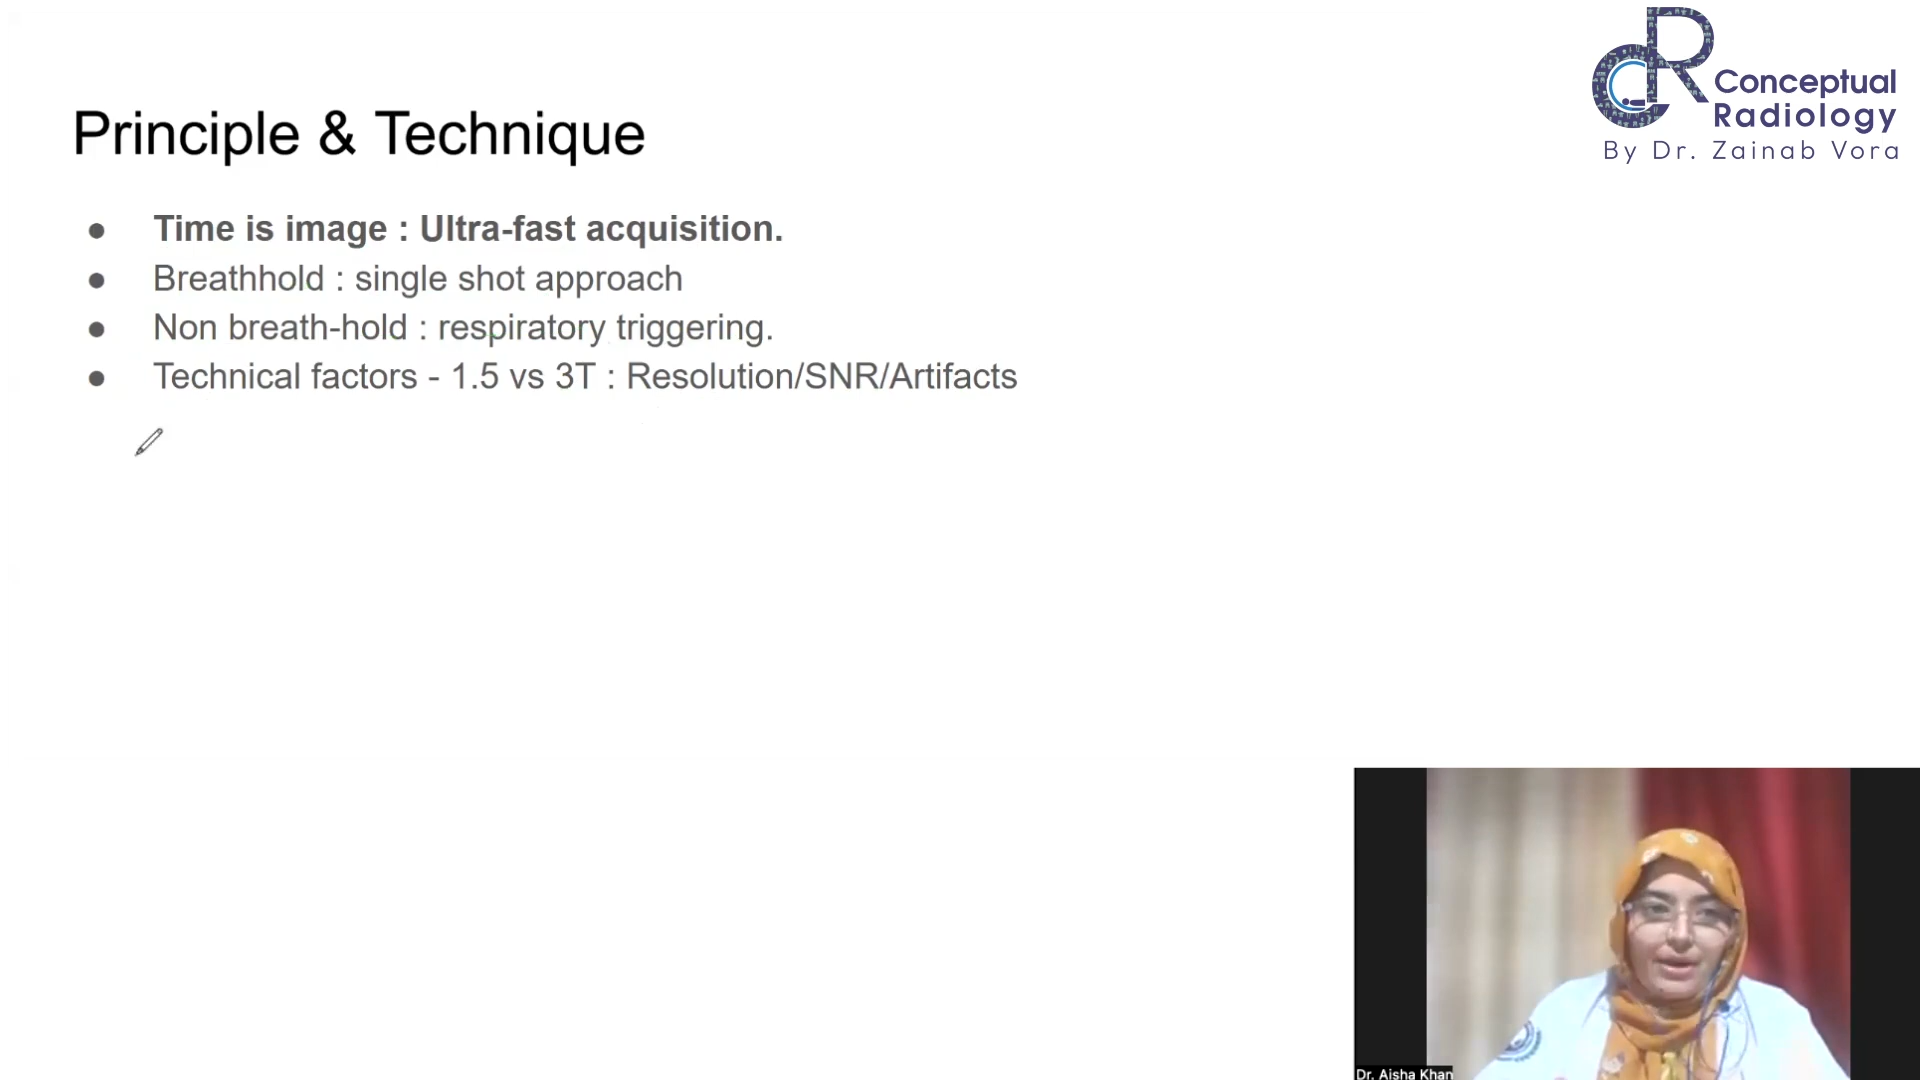 CR Conceptual
Radiology
By Dr. Zainab Vora
Principle & Technique
● Time is image : Ultra-fast acquisition.
● Breathhold : single shot approach
● Non breath-hold : respiratory triggering.
● Technical factors - 1.5 vs 3T : Resolution/SNR/Artifacts
Dr. Aisha Khan